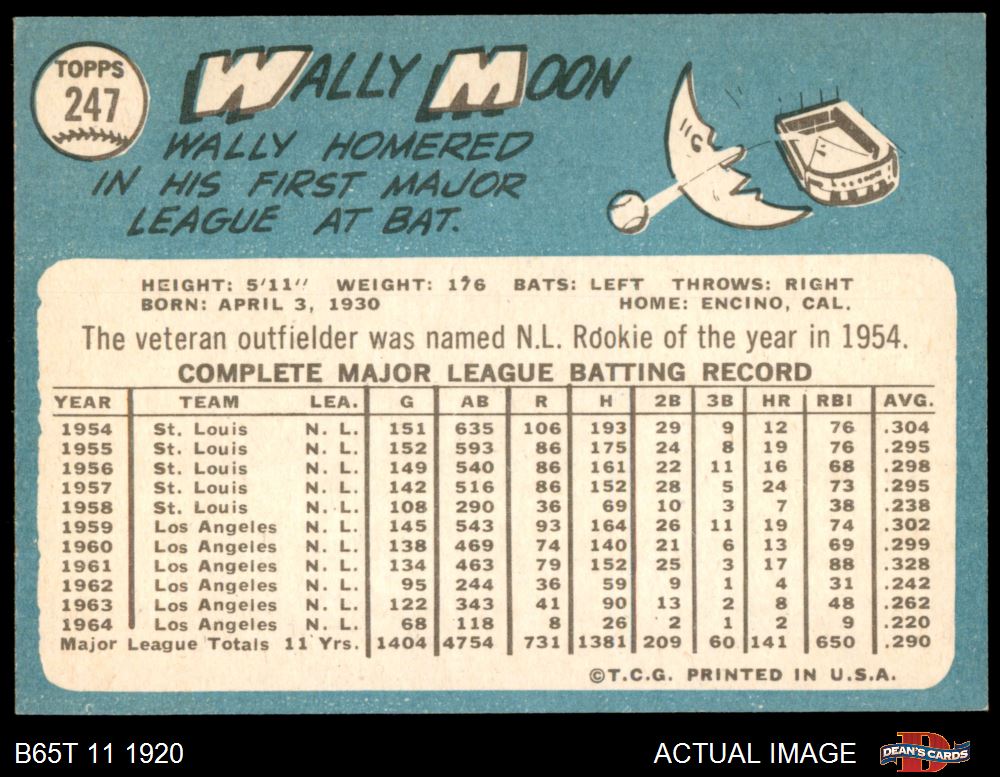 TOPPS
247
WALLY MOON
WALLY HOMERED
IN HIS FIRST MAJOR
LEAGUE AT BAT.
HEIGHT: 5'11" WEIGHT: 176 BATS: LEFT THROWS: RIGHT
BORN: APRIL 3, 1930 HOME: ENCINO, CAL.
The veteran outfielder was named N.L. Rookie of the year in 1954.
COMPLETE MAJOR LEAGUE BATTING RECORD
YEAR TEAM LEA. G AB R H 2B 3B HR RBI AVG.
1954 St. Louis N. L. 151 635 106 193 29 9 12 76 .304
1955 St. Louis N. L. 152 593 86 175 24 8 19 76 .295
1956 St. Louis N. L. 149 540 86 161 22 11 16 68 .298
1957 St. Louis N. L. 142 516 86 152 28 5 24 73 .295
1958 St. Louis N. L. 108 290 36 69 10 3 7 38 .238
1959 Los Angeles N. L. 145 543 93 164 26 11 19 74 .302
1960 Los Angeles N. L. 138 469 74 140 21 6 13 69 .299
1961 Los Angeles N. L. 134 463 79 152 25 3 17 88 .328
1962 Los Angeles N. L. 95 244 36 59 9 1 4 31 .242
1963 Los Angeles N. L. 122 343 41 90 13 2 8 48 .262
1964 Los Angeles N. L. 68 118 8 26 2 1 2 9 .220
Major League Totals 11 Yrs. 1404 4754 731 1381 209 60 141 650 .290
©T.C.G. PRINTED IN U.S.A.
B65T 11 1920 ACTUAL IMAGE DEAN'S CARDS